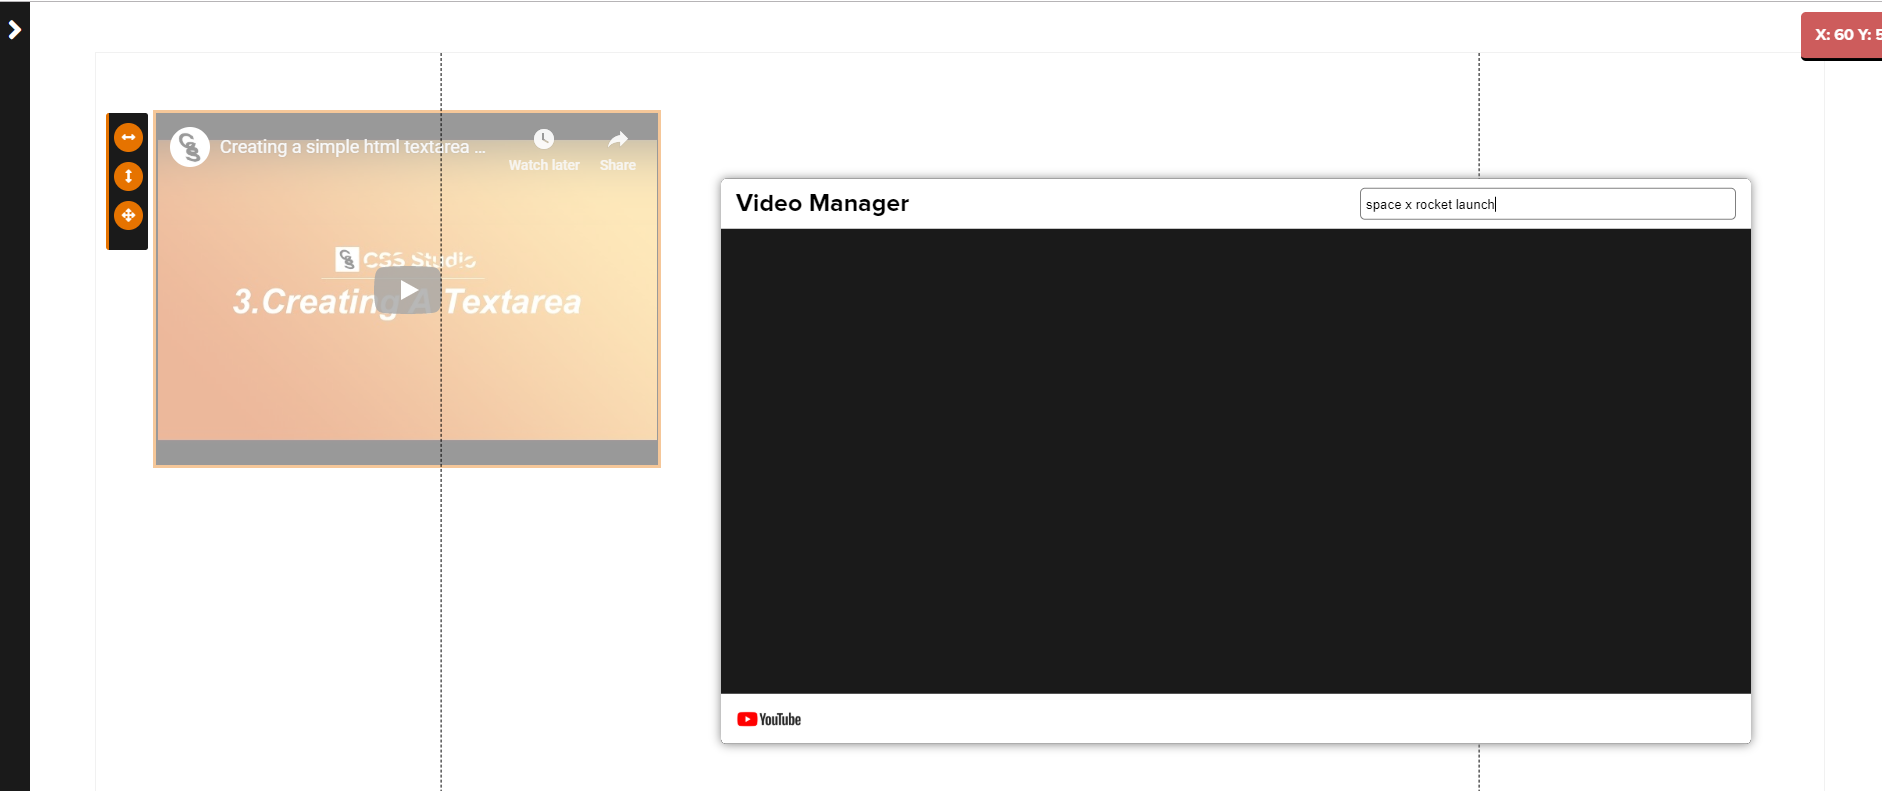 X: 60 Y: 5
Creating a simple html textarea ...
Watch later
Share
CSS Studio
3.Creating A Textarea
Video Manager
space x rocket launch
YouTube